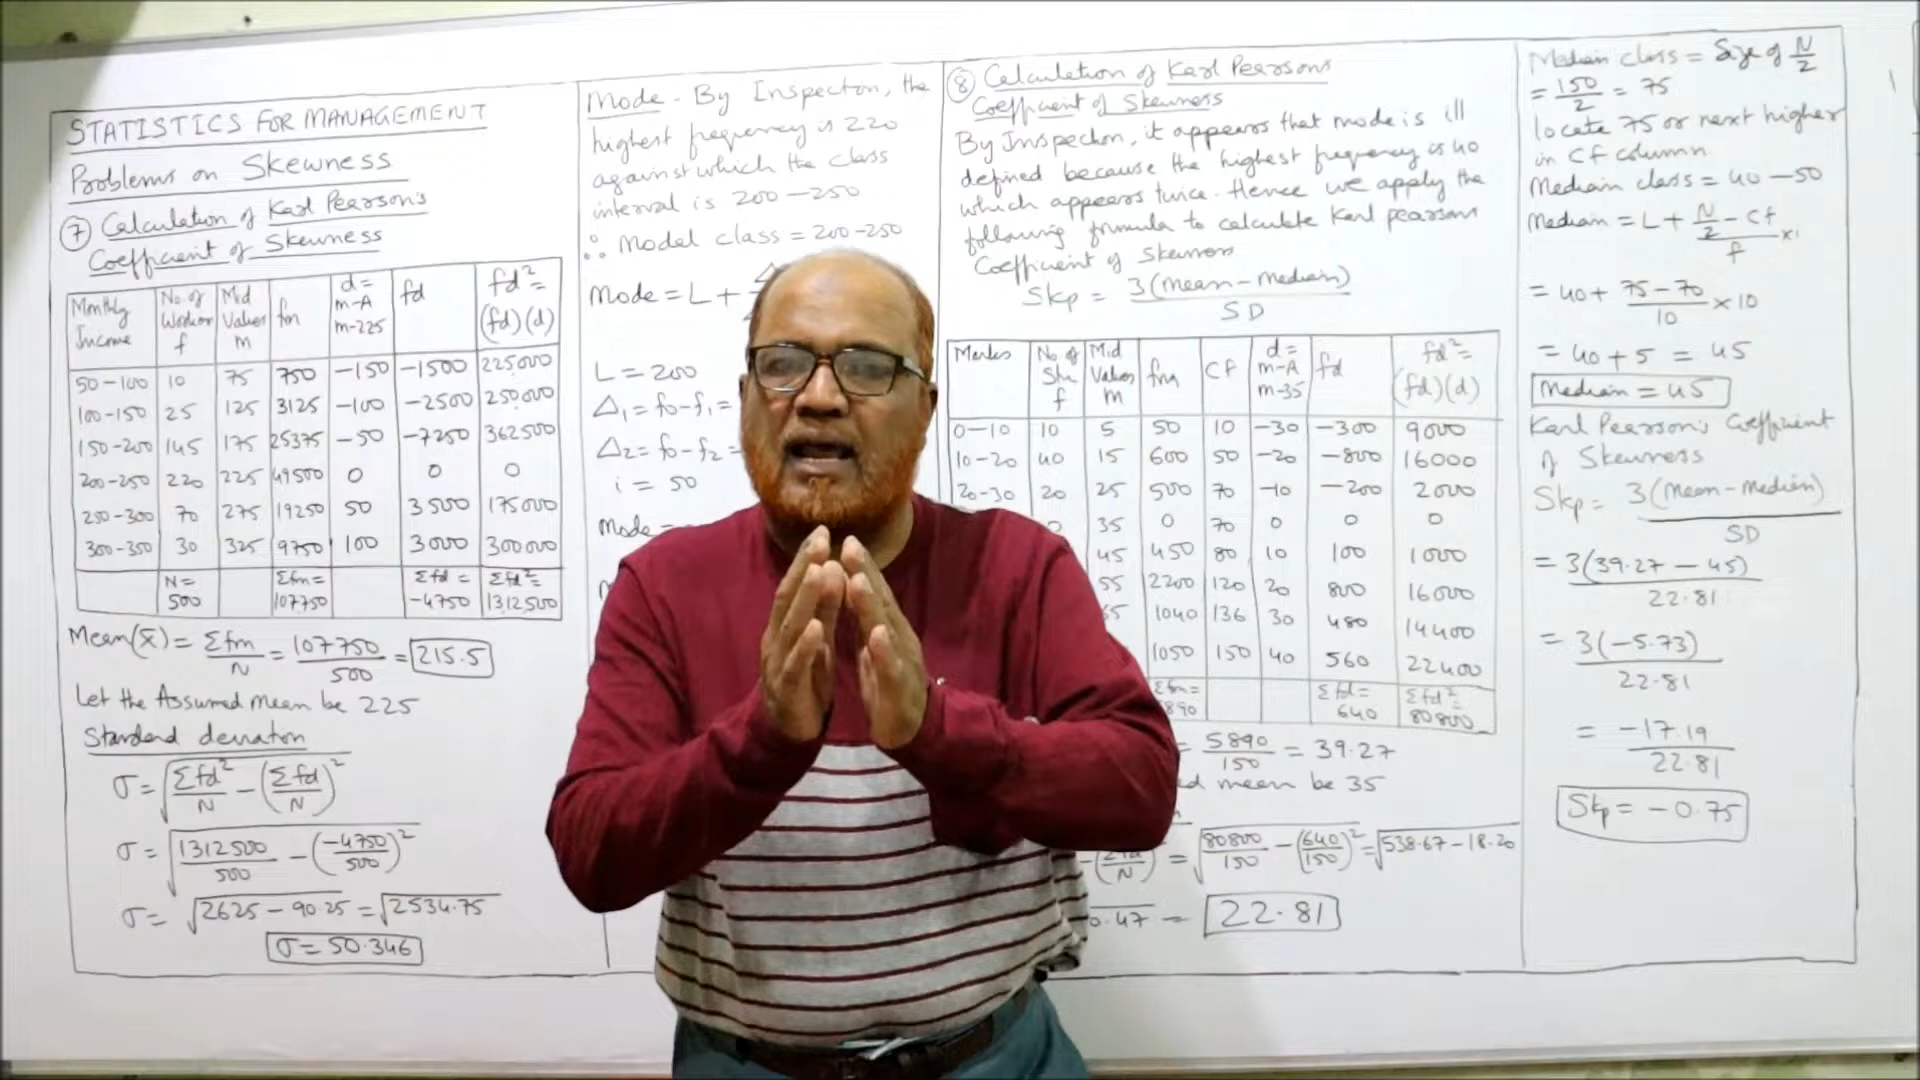 STATISTICS FOR MANAGEMENT
Problems on Skewness
7 Calculation of Karl Pearson's
Coefficient of Skewness
Monthly Income | No. of Workers f | Mid Values m | fm | d = m-A m-225 | fd | fd² = (fd)(d)
50-100 10 75 750 -150 -1500 225000
100-150 25 125 3125 -100 -2500 250000
150-200 145 175 25375 -50 -7250 362500
200-250 220 225 49500 0 0 0
250-300 70 275 19250 50 3500 175000
300-350 30 325 9750 100 3000 300000
N = 500 Σfm = 107750 Σfd = -4750 Σfd² = 1312500
Mean(x̄) = Σfm/N = 107750/500 = 215.5
Let the Assumed mean be 225
Standard deviation
σ = √(Σfd²/N - (Σfd/N)²)
σ = √(1312500/500 - (-4750/500)²)
σ = √2625 - 90.25 = √2534.75
σ = 50.346
Mode - By Inspecton, the
highest frequency is 220
against which the class
interval is 200-250
∴ Model class = 200-250
Mode = L +
L = 200
Δ1 = f0 - f1 =
Δ2 = f0 - f2 =
i = 50
Mode =
8 Calculation of Karl Pearsons
Coefficient of Skewness
By Inspection, it appears that mode is ill
defined because the highest frequency is 40
which appears twice. Hence we apply the
following formula to calculate Karl pearsons
Coefficient of Skewness
Skp = 3(Mean - Median)/SD
Marks | No. of Stu f | Mid Values m | fm | Cf | d = m-A m-35 | fd | fd² = (fd)(d)
0-10 10 5 50 10 -30 -300 9000
10-20 40 15 600 50 -20 -800 16000
20-30 20 25 500 70 -10 -200 2000
0 35 0 70 0 0 0
45 450 80 10 100 1000
55 2200 120 20 800 16000
65 1040 136 30 480 14400
1050 150 40 560 22400
Σfm = 5890 Σfd = 640 Σfd² = 80800
= 5890/150 = 39.27
mean be 35
= √(80800/150 - (640/150)²) = √538.67 - 18.20
0.47 = 22.81
Median class = Size of N/2
= 150/2 = 75
locate 75 or next higher
in Cf column
Median class = 40-50
Median = L + (N/2 - Cf)/f × i
= 40 + (75-70)/10 × 10
= 40 + 5 = 45
Median = 45
Karl Pearson's Coefficient
of Skewness
Skp = 3(Mean - Median)/SD
= 3(39.27 - 45)/22.81
= 3(-5.73)/22.81
= -17.19/22.81
Skp = -0.75